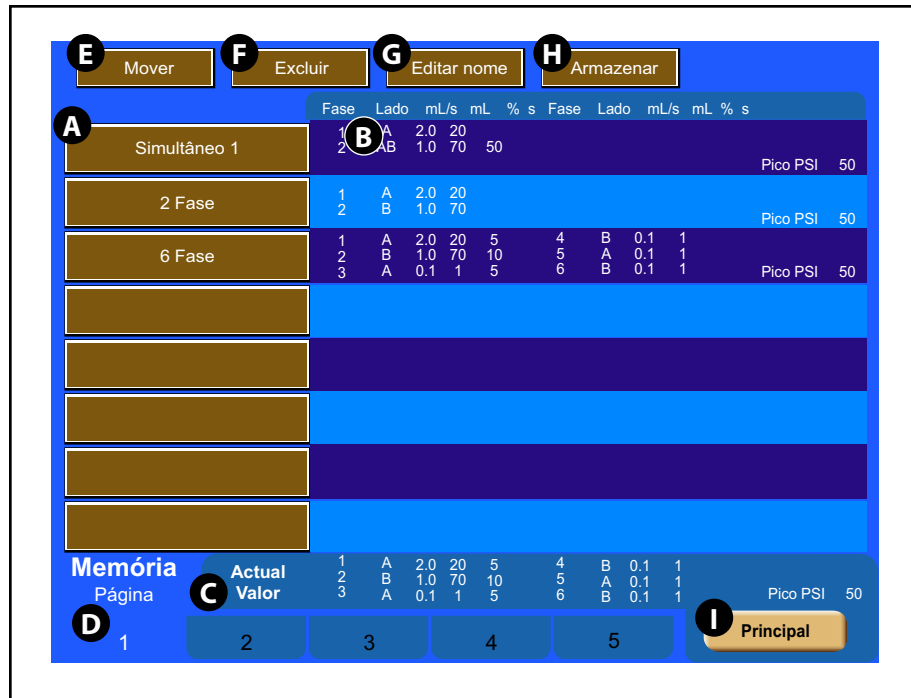 E Mover F Excluir G Editar nome H Armazenar
Fase Lado mL/s mL % s Fase Lado mL/s mL % s
A
Simultâneo 1
B
1 A 2.0 20
2 AB 1.0 70 50
Pico PSI 50
2 Fase
1 A 2.0 20
2 B 1.0 70
Pico PSI 50
6 Fase
1 A 2.0 20 5 4 B 0.1 1
2 B 1.0 70 10 5 A 0.1 1
3 A 0.1 1 5 6 B 0.1 1
Pico PSI 50
Memória
Página
C
Actual
Valor
1 A 2.0 20 5 4 B 0.1 1
2 B 1.0 70 10 5 A 0.1 1
3 A 0.1 1 5 6 B 0.1 1
Pico PSI 50
D
1 2 3 4 5
I Principal